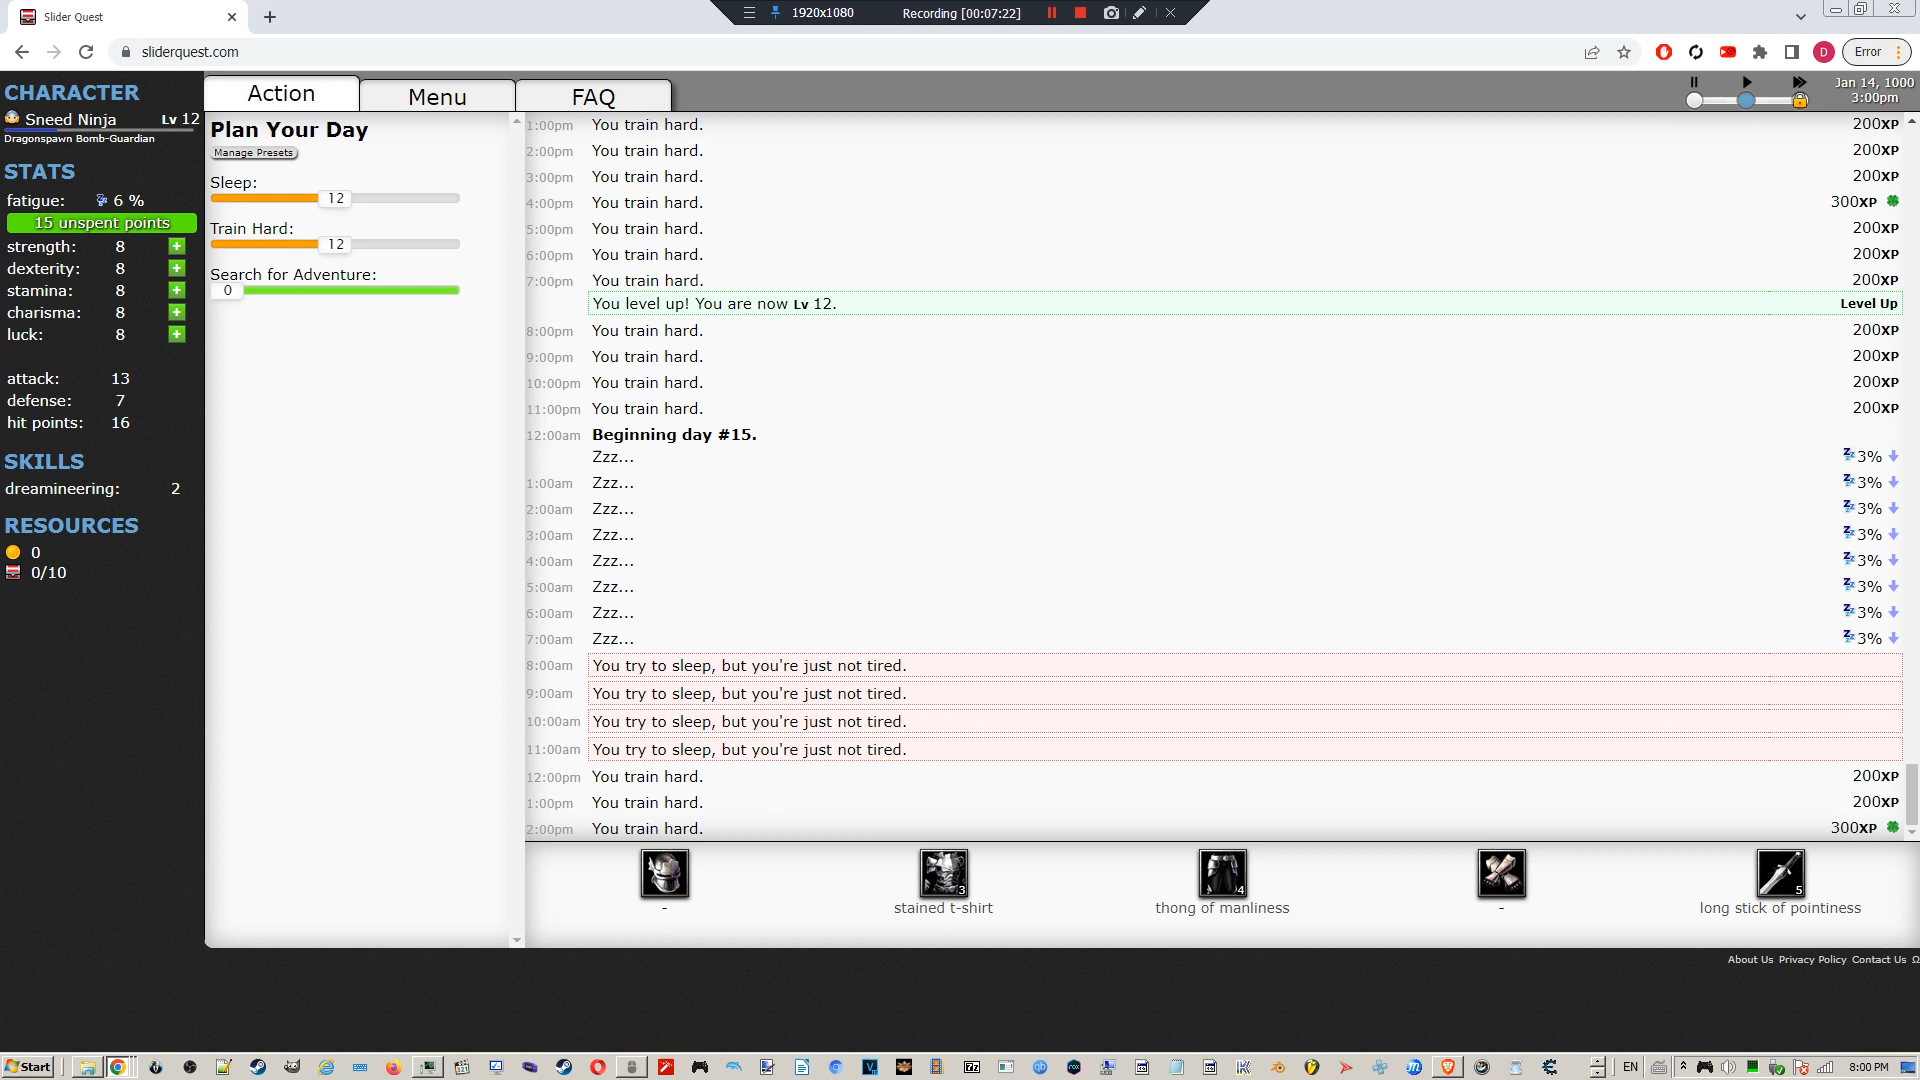 Slider Quest
1920x1080
Recording [00:07:22]
sliderquest.com
D
Error
CHARACTER
Sneed Ninja Lv 12
Dragonspawn Bomb-Guardian
STATS
fatigue: 6 %
15 unspent points
strength: 8
dexterity: 8
stamina: 8
charisma: 8
luck: 8
attack: 13
defense: 7
hit points: 16
SKILLS
dreamineering: 2
RESOURCES
0
0/10
Action
Menu
FAQ
Jan 14, 1000
3:00pm
Plan Your Day
Manage Presets
Sleep:
12
Train Hard:
12
Search for Adventure:
0
1:00pm You train hard. 200XP
2:00pm You train hard. 200XP
3:00pm You train hard. 200XP
4:00pm You train hard. 300XP
5:00pm You train hard. 200XP
6:00pm You train hard. 200XP
7:00pm You train hard. 200XP
You level up! You are now Lv 12. Level Up
8:00pm You train hard. 200XP
9:00pm You train hard. 200XP
10:00pm You train hard. 200XP
11:00pm You train hard. 200XP
12:00am Beginning day #15.
Zzz... 3%
1:00am Zzz... 3%
2:00am Zzz... 3%
3:00am Zzz... 3%
4:00am Zzz... 3%
5:00am Zzz... 3%
6:00am Zzz... 3%
7:00am Zzz... 3%
8:00am You try to sleep, but you're just not tired.
9:00am You try to sleep, but you're just not tired.
10:00am You try to sleep, but you're just not tired.
11:00am You try to sleep, but you're just not tired.
12:00pm You train hard. 200XP
1:00pm You train hard. 200XP
2:00pm You train hard. 300XP
3
4
5
-
stained t-shirt
thong of manliness
-
long stick of pointiness
About Us Privacy Policy Contact Us Ω
Start
EN
8:00 PM